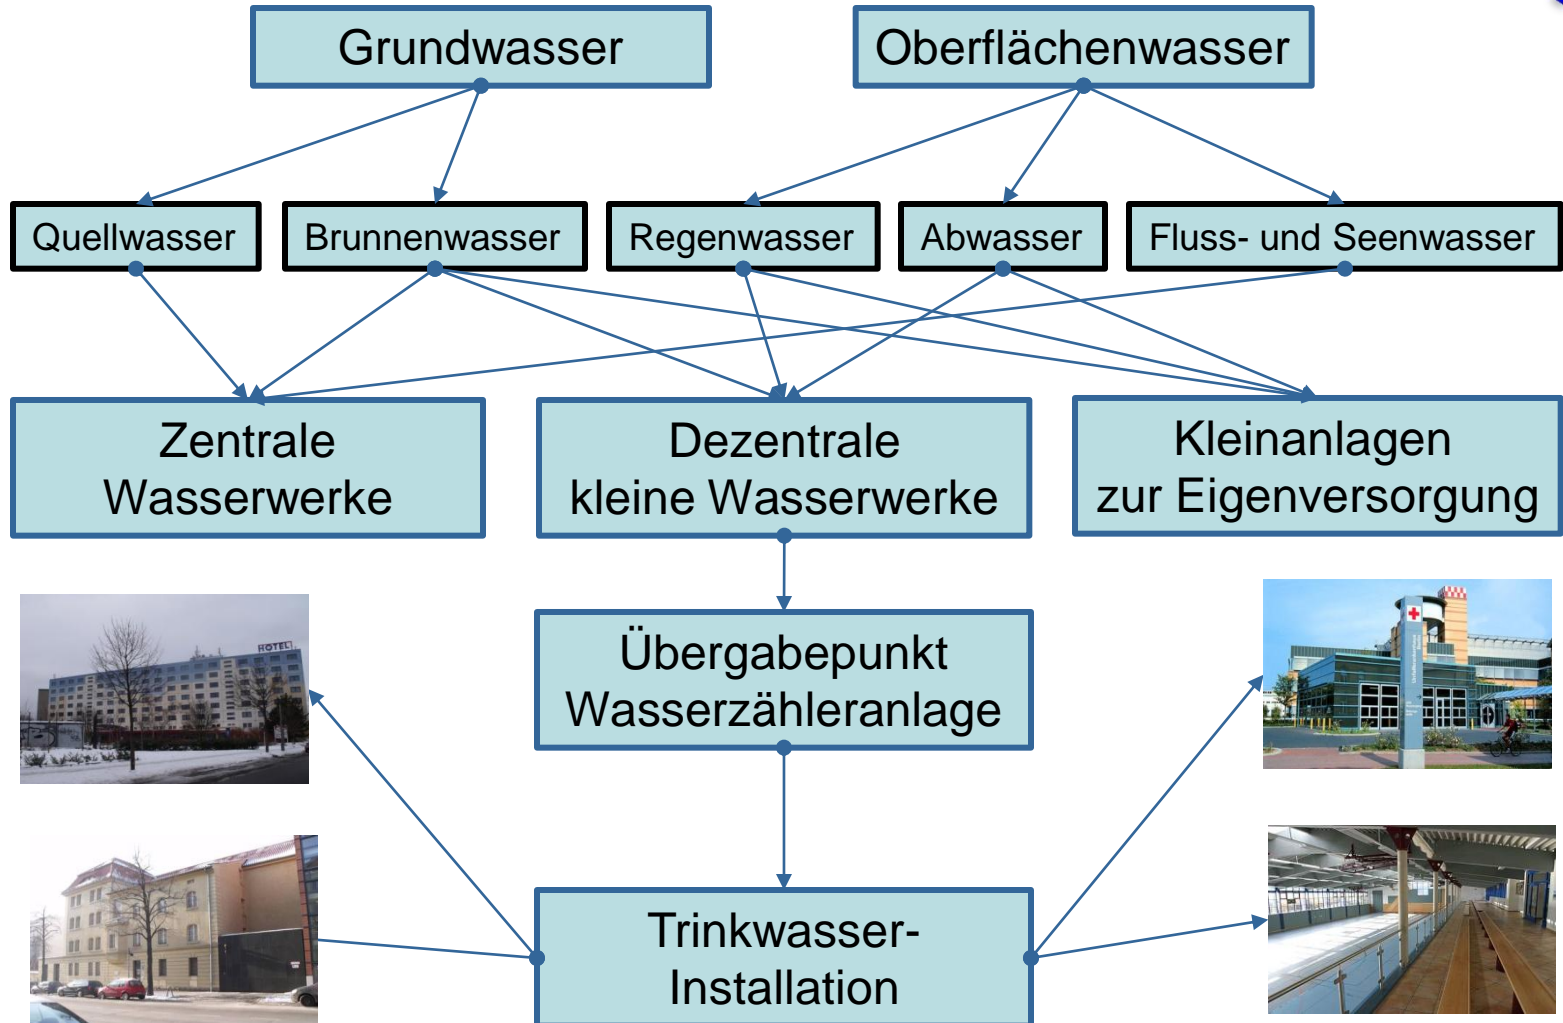 Grundwasser
Oberflächenwasser
Quellwasser
Brunnenwasser
Regenwasser
Abwasser
Fluss- und Seenwasser
Zentrale
Wasserwerke
Dezentrale
kleine Wasserwerke
Kleinanlagen
zur Eigenversorgung
HOTEL
Übergabepunkt
Wasserzähleranlage
Trinkwasser-
Installation